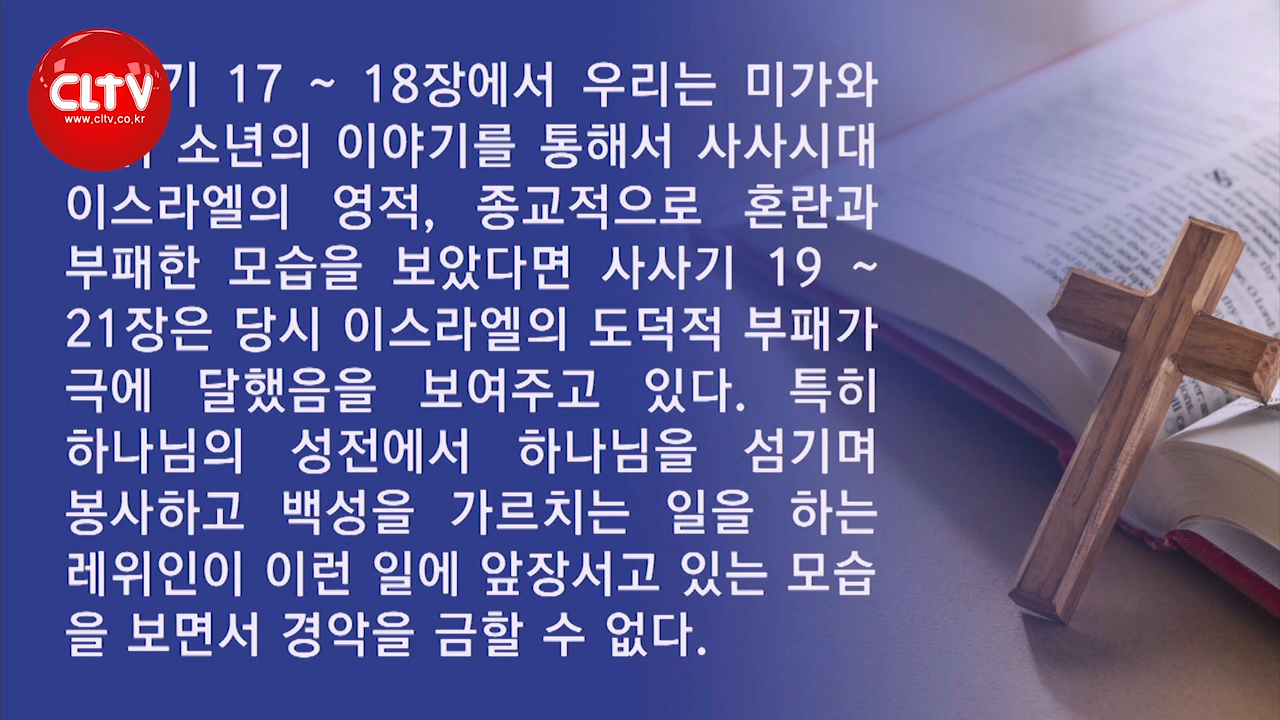 CLTV
www.cltv.co.kr
17 ~ 18장에서 우리는 미가와
소년의 이야기를 통해서 사사시대
이스라엘의 영적, 종교적으로 혼란과
부패한 모습을 보았다면 사사기 19 ~
21장은 당시 이스라엘의 도덕적 부패가
극에 달했음을 보여주고 있다. 특히
하나님의 성전에서 하나님을 섬기며
봉사하고 백성을 가르치는 일을 하는
레위인이 이런 일에 앞장서고 있는 모습
을 보면서 경악을 금할 수 없다.